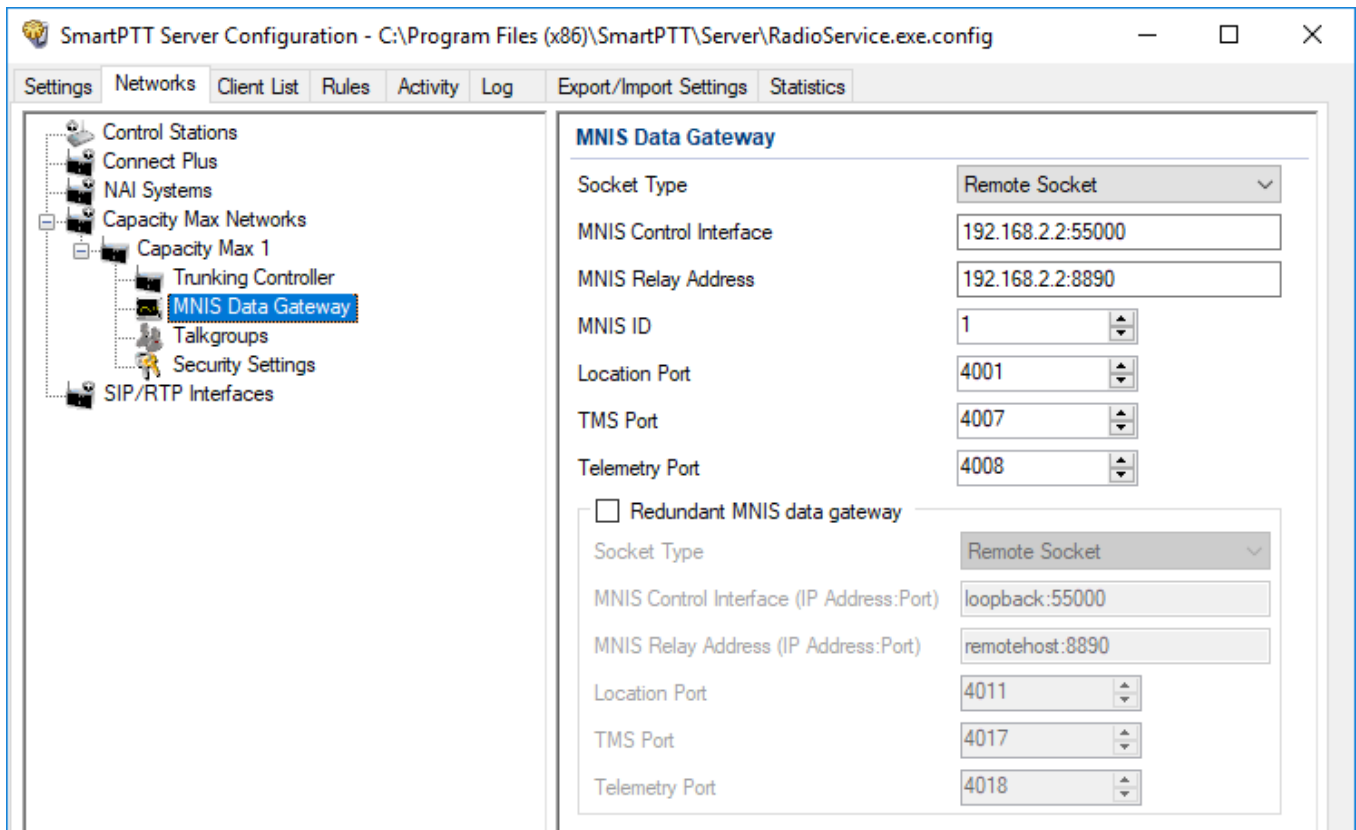 SmartPTT Server Configuration - C:\Program Files (x86)\SmartPTT\Server\RadioService.exe.config
Settings Networks Client List Rules Activity Log Export/Import Settings Statistics
Control Stations
Connect Plus
NAI Systems
Capacity Max Networks
Capacity Max 1
Trunking Controller
MNIS Data Gateway
Talkgroups
Security Settings
SIP/RTP Interfaces
MNIS Data Gateway
Socket Type Remote Socket
MNIS Control Interface 192.168.2.2:55000
MNIS Relay Address 192.168.2.2:8890
MNIS ID 1
Location Port 4001
TMS Port 4007
Telemetry Port 4008
Redundant MNIS data gateway
Socket Type Remote Socket
MNIS Control Interface (IP Address:Port) loopback:55000
MNIS Relay Address (IP Address:Port) remotehost:8890
Location Port 4011
TMS Port 4017
Telemetry Port 4018